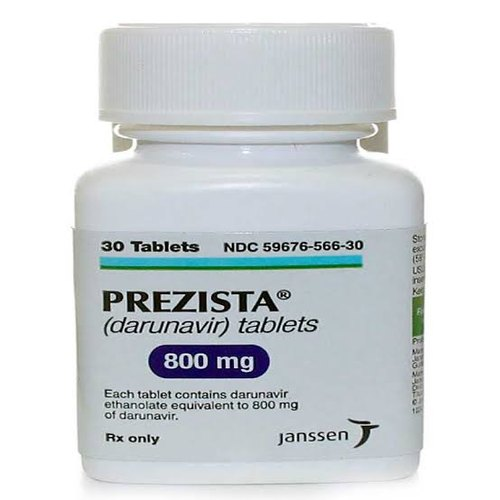 30 Tablets NDC 59676-566-30
PREZISTA®
(darunavir) tablets
800 mg
Each tablet contains darunavir
ethanolate equivalent to 800 mg
of darunavir.
Rx only
janssen